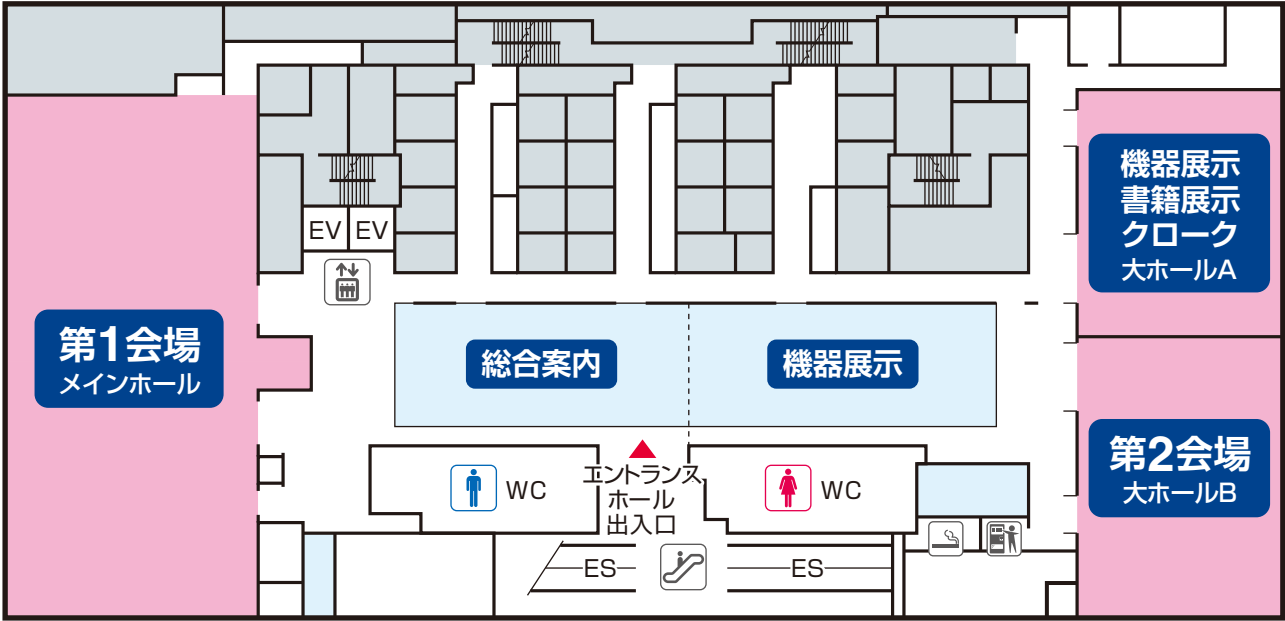 機器展示
書籍展示
クローク
大ホールA
EV EV
第1会場
メインホール
総合案内
機器展示
第2会場
大ホールB
WC
エントランス
ホール
出入口
WC
ES
ES